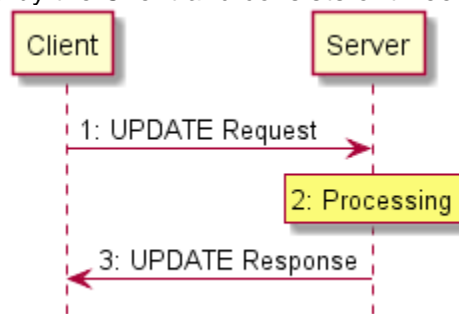 Client
Server
1: UPDATE Request
2: Processing
3: UPDATE Response